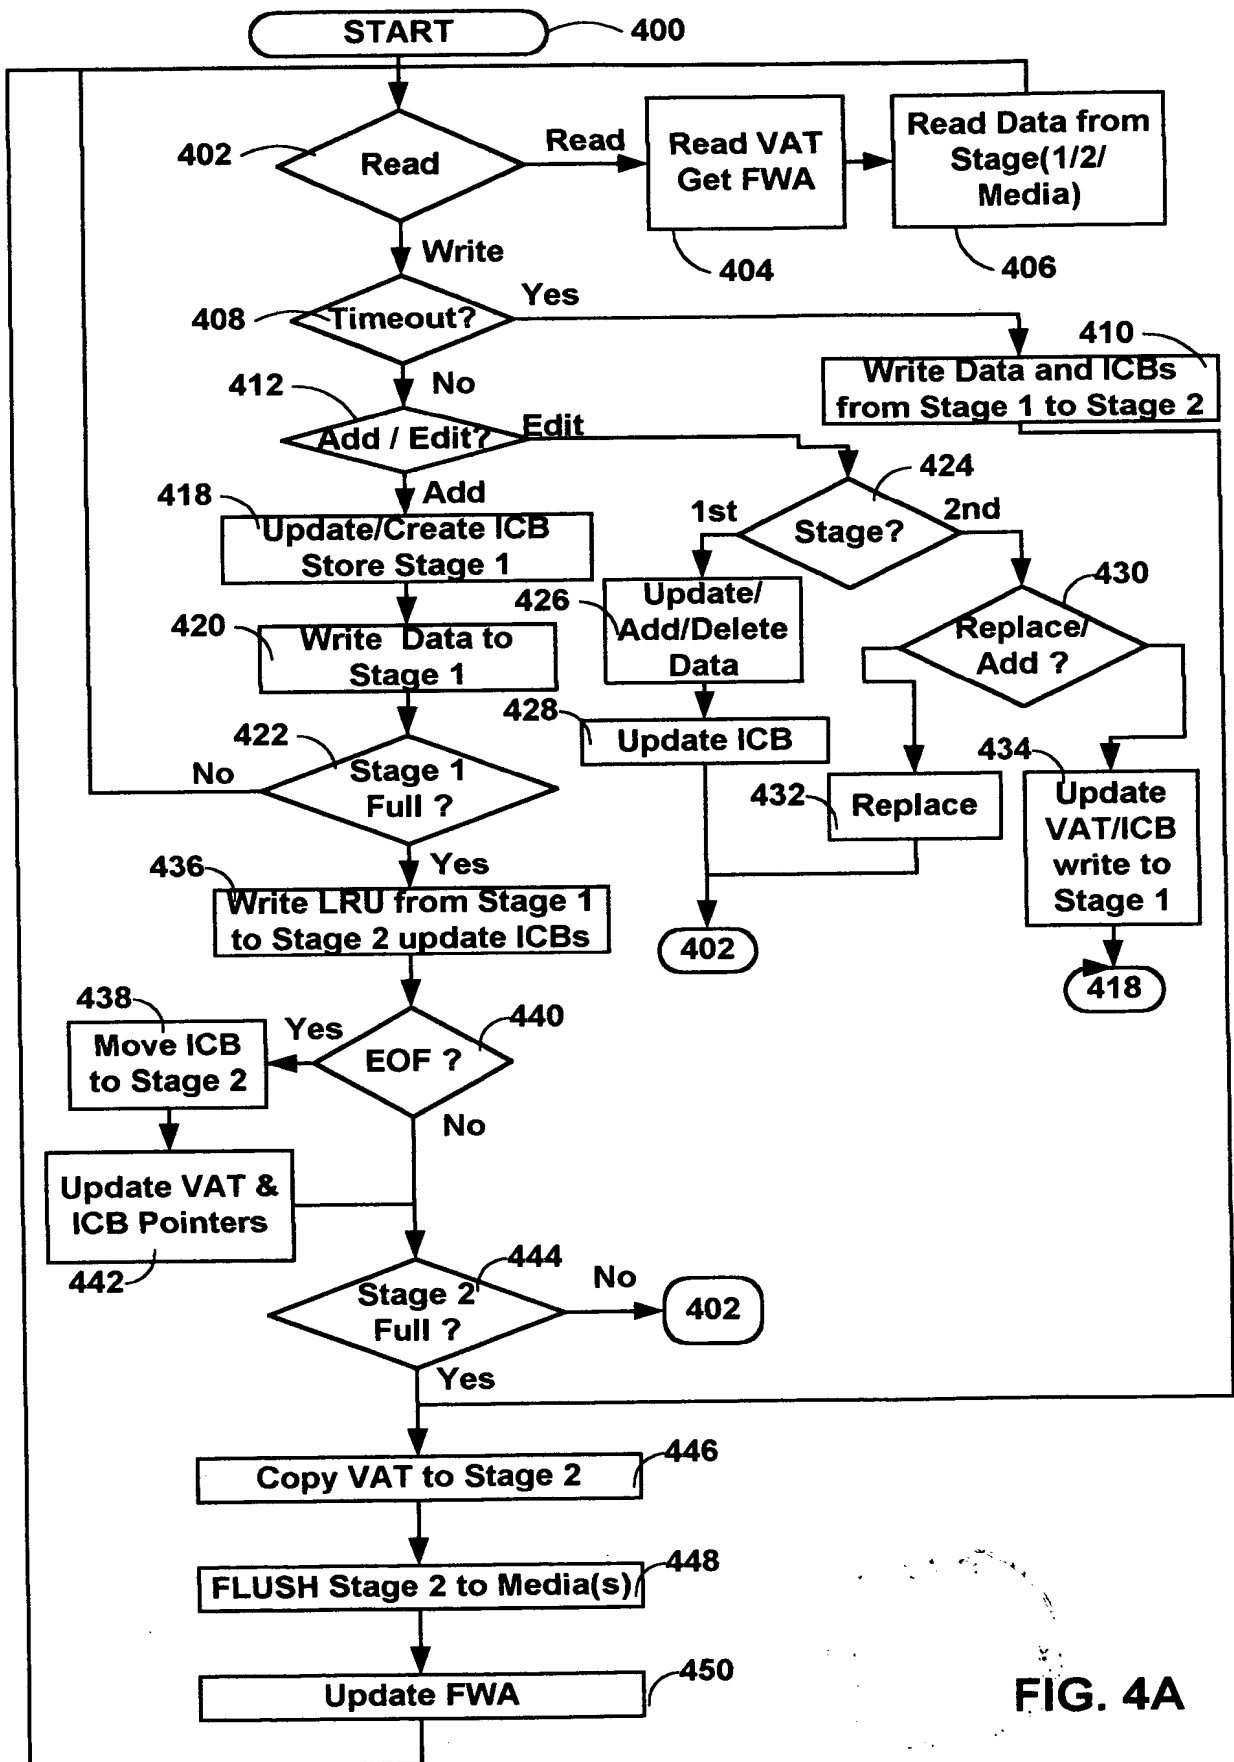 START
400
402
Read
Read
Read VAT
Get FWA
404
Read Data from
Stage(1/2/
Media)
406
Write
408
Timeout?
Yes
410
Write Data and ICBs
from Stage 1 to Stage 2
No
412
Add / Edit?
Edit
424
Stage?
1st
2nd
Add
418
Update/Create ICB
Store Stage 1
426
Update/
Add/Delete
Data
430
Replace/
Add ?
420
Write Data to
Stage 1
428
Update ICB
422
Stage 1
Full ?
No
432
Replace
434
Update
VAT/ICB
write to
Stage 1
Yes
436
Write LRU from Stage 1
to Stage 2 update ICBs
402
418
438
Move ICB
to Stage 2
Yes
EOF ?
440
No
Update VAT &
ICB Pointers
442
444
Stage 2
Full ?
No
402
Yes
446
Copy VAT to Stage 2
448
FLUSH Stage 2 to Media(s)
450
Update FWA
FIG. 4A